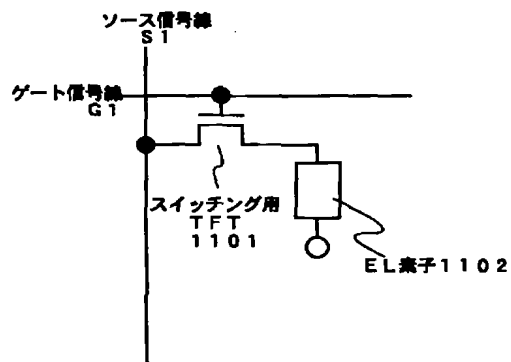 ソース信号線
S1
ゲート信号線
G1
スイッチング用
TFT
1101
EL素子1102